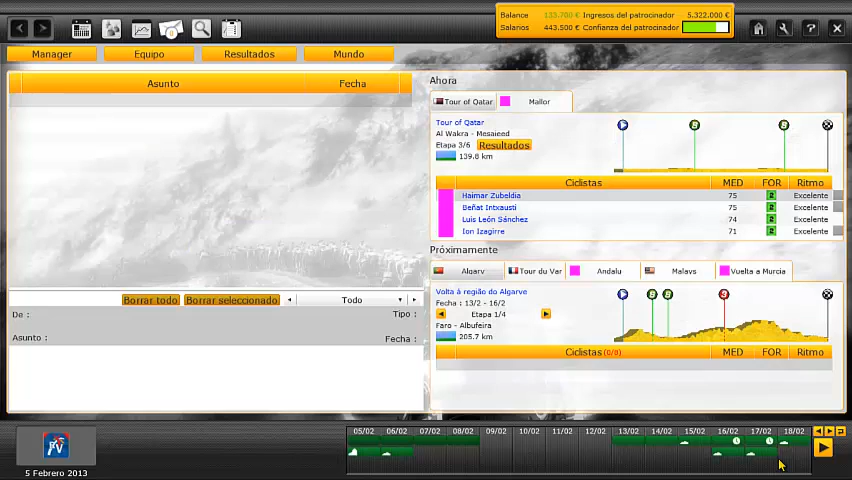 Balance 133.700 € Ingresos del patrocinador 5.322.000 €
Salarios 443.500 € Confianza del patrocinador
Manager Equipo Resultados Mundo
Asunto Fecha
Ahora
Tour of Qatar Mallor
Tour of Qatar
Al Wakra - Mesaieed
Etapa 3/6 Resultados
139.8 km
Ciclistas MED FOR Ritmo
Haimar Zubeldia 75 2 Excelente
Beñat Intxausti 75 2 Excelente
Luis León Sánchez 74 2 Excelente
Ion Izagirre 71 2 Excelente
Próximamente
Algarv Tour du Var Andalu Malays Vuelta a Murcia
Volta à região do Algarve
Fecha : 13/2 - 16/2
Etapa 1/4
Faro - Albufeira
205.7 km
Ciclistas (0/8) MED FOR Ritmo
Borrar todo Borrar seleccionado Todo
De : Tipo :
Asunto : Fecha :
05/02 06/02 07/02 08/02 09/02 10/02 11/02 12/02 13/02 14/02 15/02 16/02 17/02 18/02
5 Febrero 2013